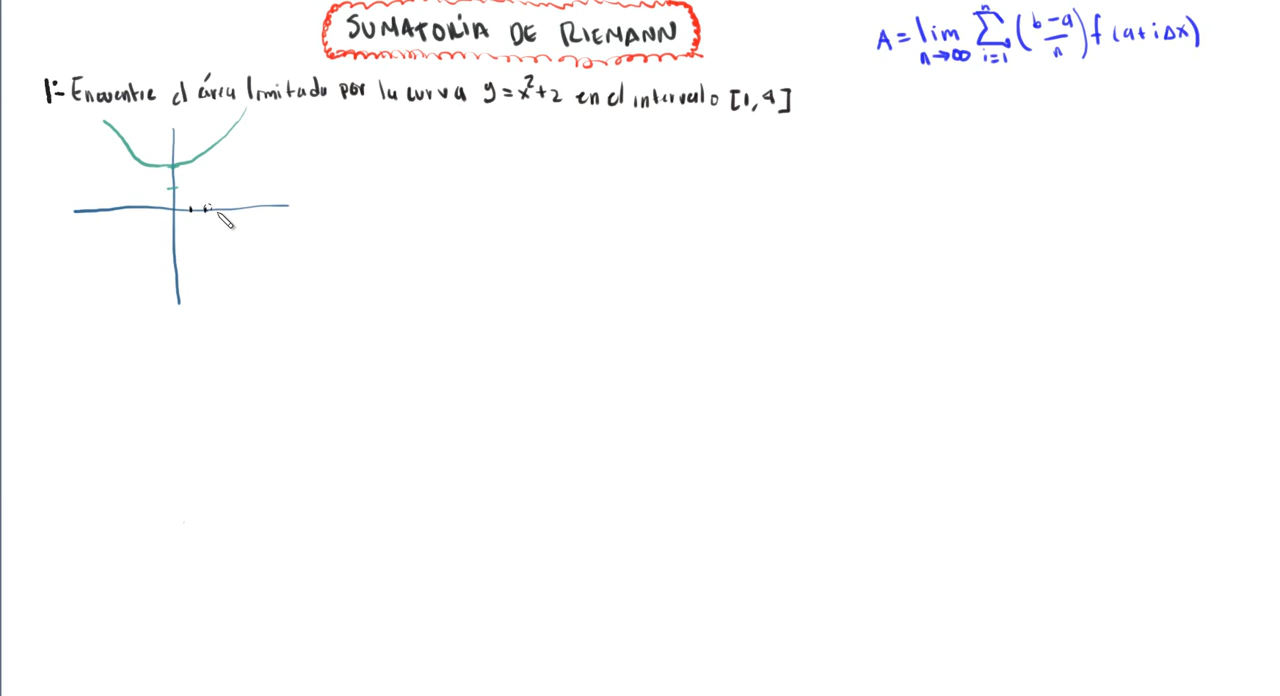 SUMATORIA DE RIEMANN
A = lim n→∞ Σ i=1 n (b-a/n) f(a+iΔx)
1:- Encuentre el área limitada por la curva y = x²+2 en el intervalo [1,4]